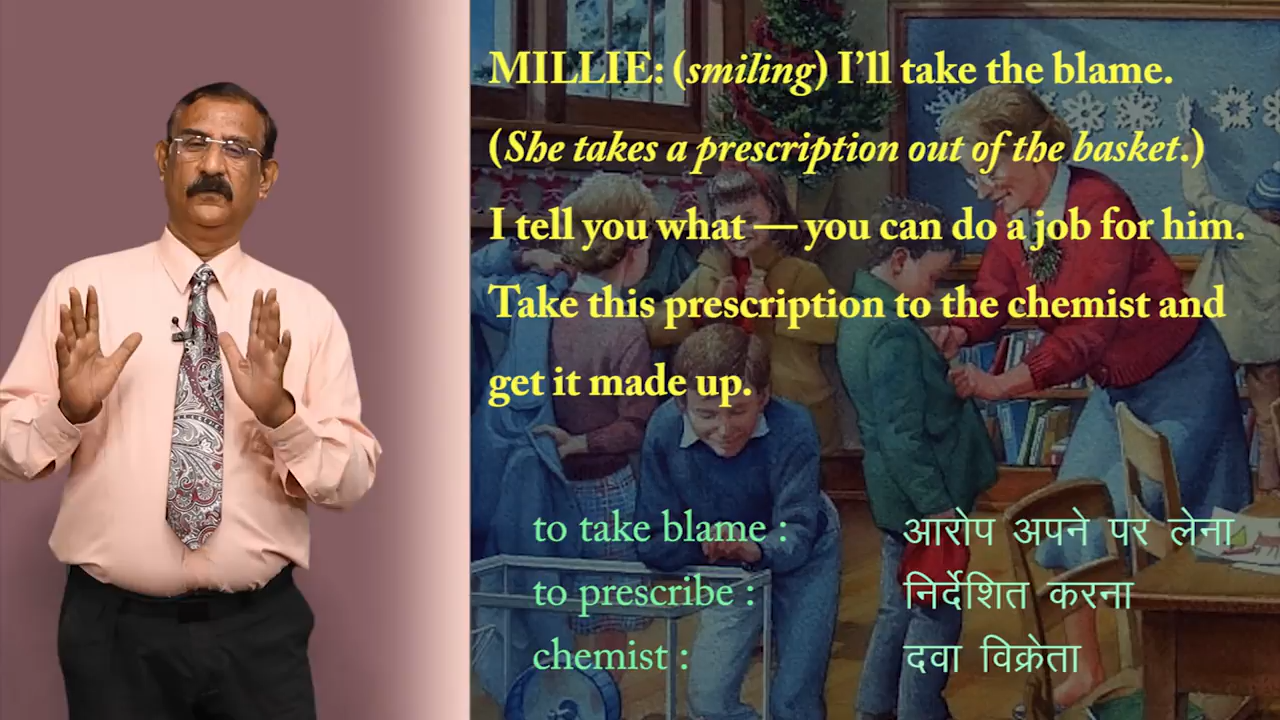 MILLIE: (smiling) I’ll take the blame.
(She takes a prescription out of the basket.)
I tell you what — you can do a job for him.
Take this prescription to the chemist and
get it made up.
to take blame : आरोप अपने पर लेना
to prescribe : निर्देशित करना
chemist : दवा विक्रेता